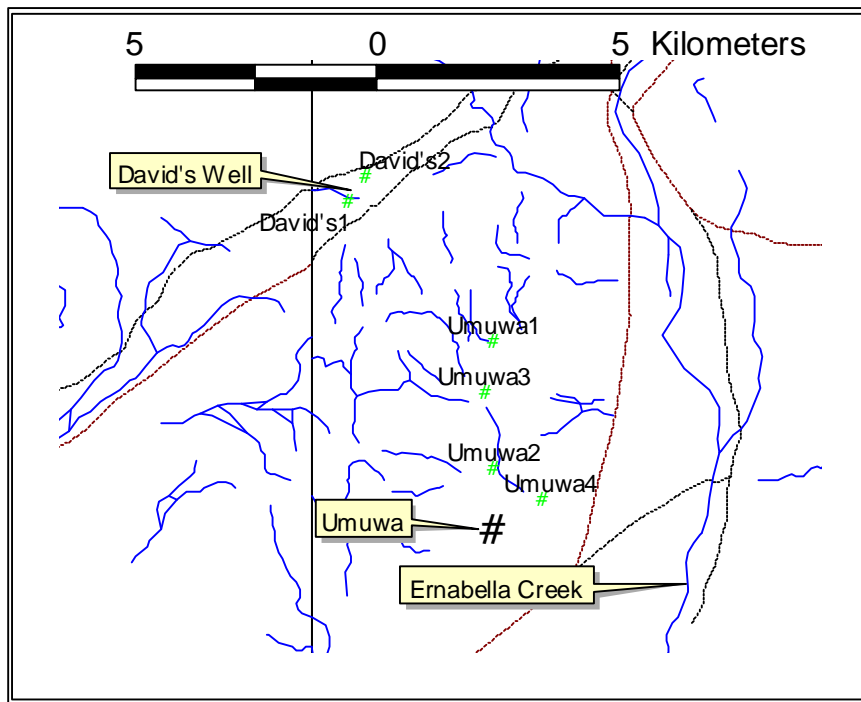 5 0 5 Kilometers
David's2
David's Well
#
#
David's1
Umuwa1
#
Umuwa3
#
Umuwa2
#
Umuwa4
#
Umuwa
#
Ernabella Creek